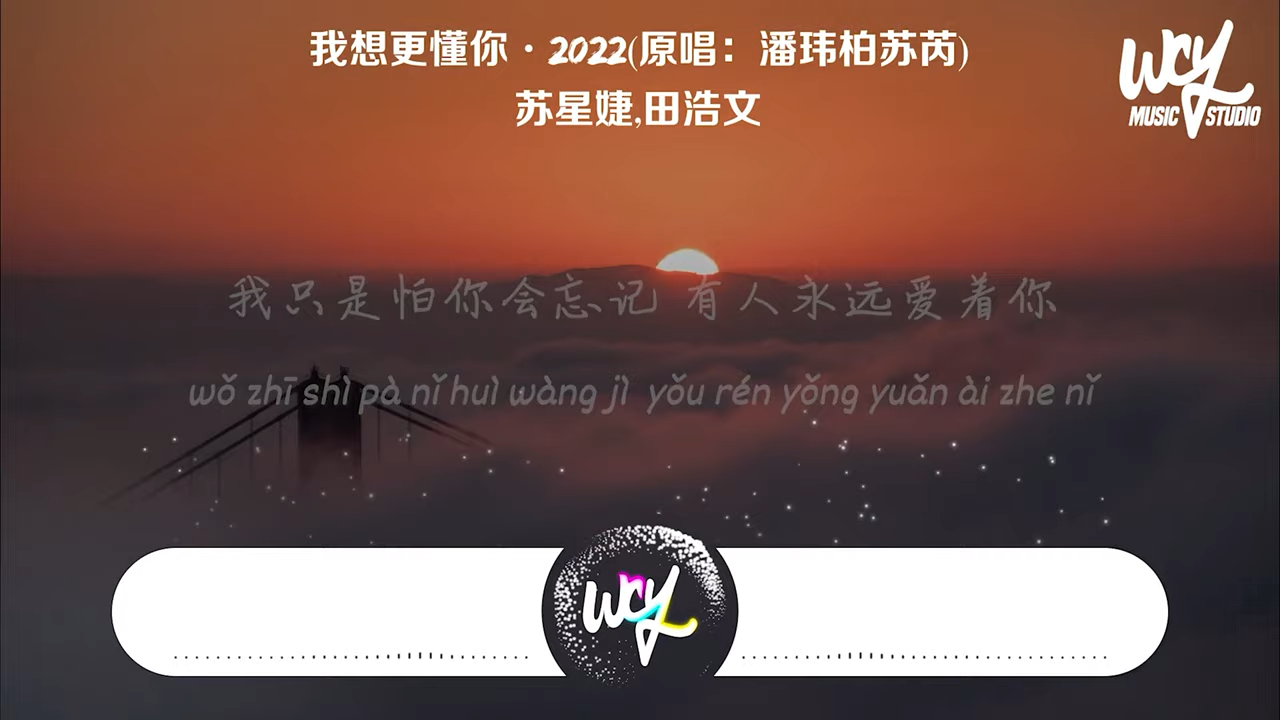 我想更懂你·2022(原唱：潘玮柏苏芮)
苏星婕,田浩文
wcy
MUSIC STUDIO
我只是怕你会忘记 有人永远爱着你
wǒ zhī shì pà nǐ huì wàng jì yǒu rén yǒng yuǎn ài zhe nǐ
wcy